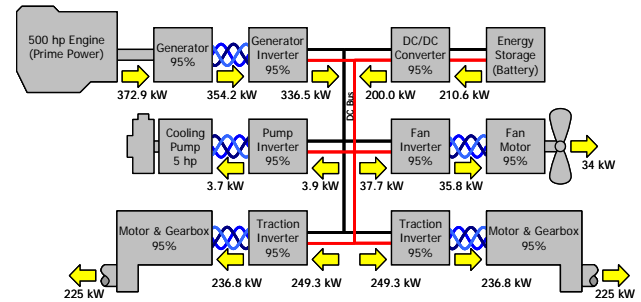 500 hp Engine
(Prime Power)
Generator
95%
Generator
Inverter
95%
DC/DC
Converter
95%
Energy
Storage
(Battery)
372.9 kW
354.2 kW
336.5 kW
200.0 kW
210.6 kW
DC Bus
Cooling
Pump
5 hp
Pump
Inverter
95%
Fan
Inverter
95%
Fan
Motor
95%
34 kW
3.7 kW
3.9 kW
37.7 kW
35.8 kW
Motor & Gearbox
95%
Traction
Inverter
95%
Traction
Inverter
95%
Motor & Gearbox
95%
236.8 kW
249.3 kW
249.3 kW
236.8 kW
225 kW
225 kW